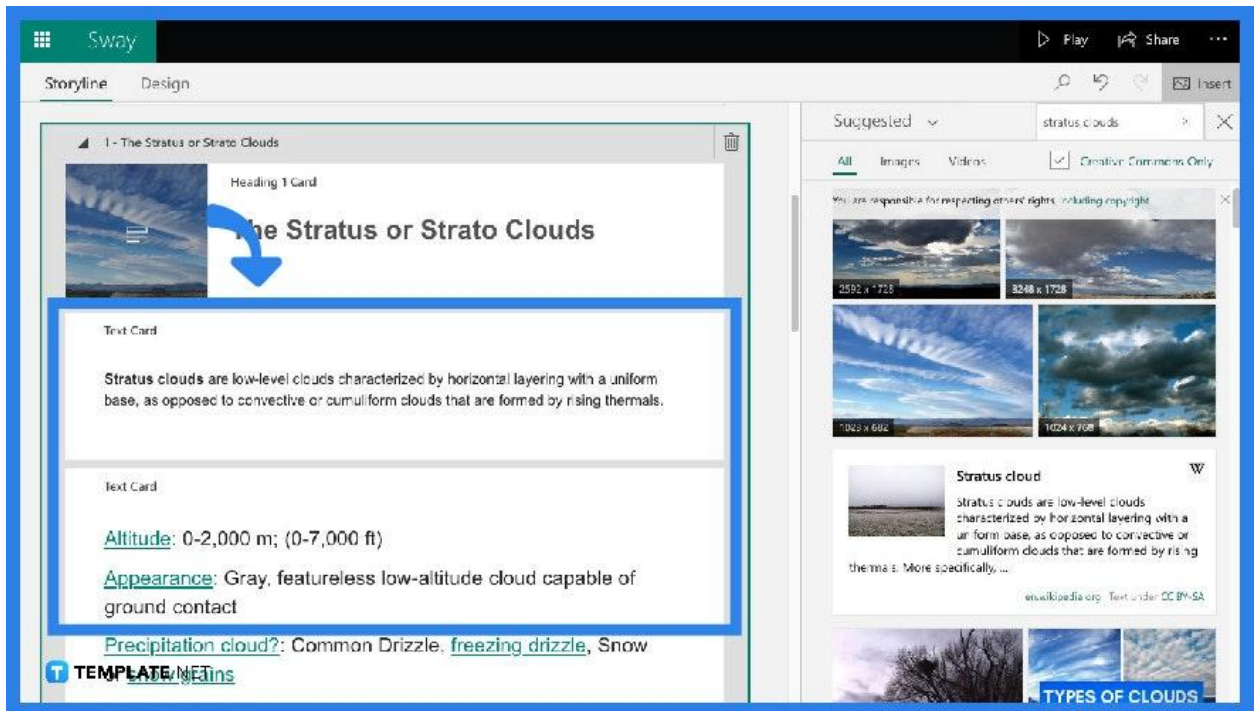 Sway
Play
Share
Storyline
Design
Insert
1 - The Stratus or Strato Clouds
Heading 1 Card
The Stratus or Strato Clouds
Text Card
Stratus clouds are low-level clouds characterized by horizontal layering with a uniform
base, as opposed to convective or cumuliform clouds that are formed by rising thermals.
Text Card
Altitude: 0-2,000 m; (0-7,000 ft)
Appearance: Gray, featureless low-altitude cloud capable of
ground contact
Precipitation cloud?: Common Drizzle, freezing drizzle, Snow
or snow grains
T TEMPLATE.NET
Suggested
stratus clouds
All
Images
Videos
Creative Commons Only
You are responsible for respecting others' rights, including copyright
2592 x 1728
3248 x 1728
1023 x 682
1024 x 768
Stratus cloud
W
Stratus clouds are low-level clouds
characterized by horizontal layering with a
uniform base, as opposed to convective or
cumuliform clouds that are formed by rising
thermals. More specifically, ...
en.wikipedia.org Text under CC BY-SA
TYPES OF CLOUDS